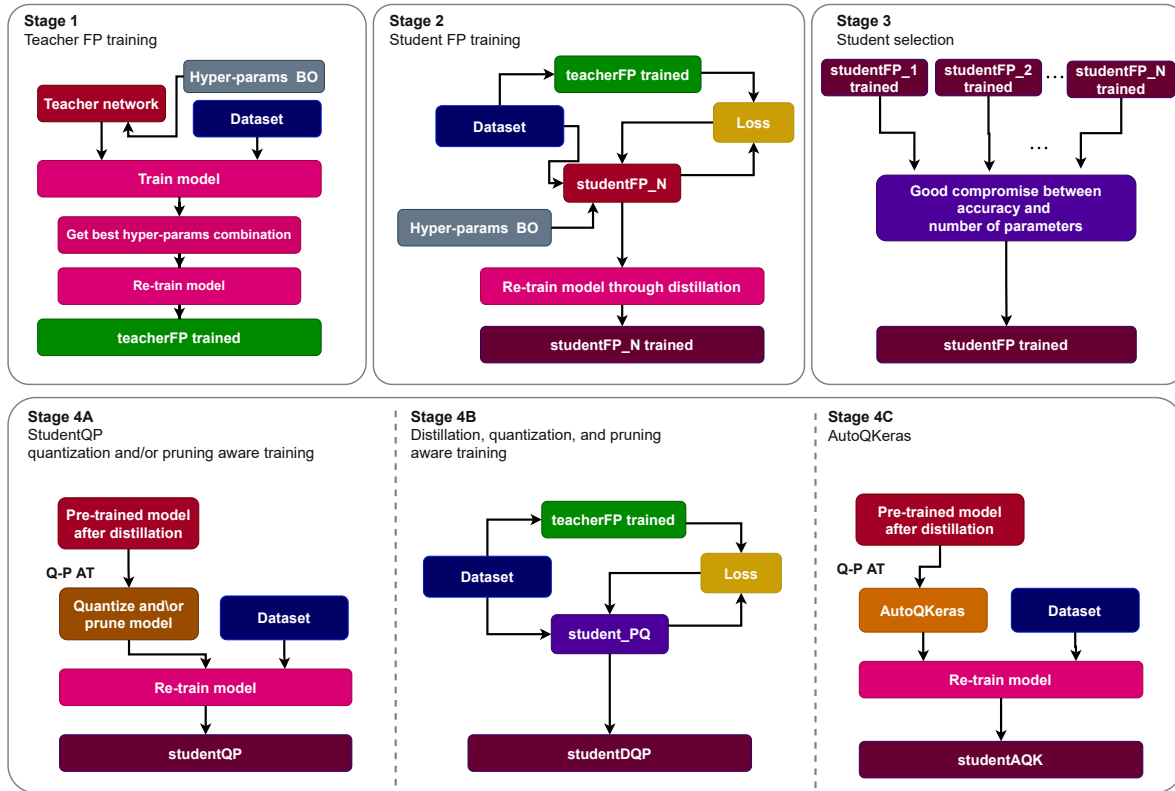 Stage 1
Teacher FP training
Hyper-params BO
Teacher network
Dataset
Train model
Get best hyper-params combination
Re-train model
teacherFP trained
Stage 2
Student FP training
teacherFP trained
Dataset
Loss
studentFP_N
Hyper-params BO
Re-train model through distillation
studentFP_N trained
Stage 3
Student selection
studentFP_1
trained
studentFP_2
trained
...
studentFP_N
trained
...
Good compromise between
accuracy and
number of parameters
studentFP trained
Stage 4A
StudentQP
quantization and/or pruning aware training
Pre-trained model
after distillation
Q-P AT
Quantize and\or
prune model
Dataset
Re-train model
studentQP
Stage 4B
Distillation, quantization, and pruning
aware training
teacherFP trained
Dataset
Loss
student_PQ
studentDQP
Stage 4C
AutoQKeras
Pre-trained model
after distillation
Q-P AT
AutoQKeras
Dataset
Re-train model
studentAQK